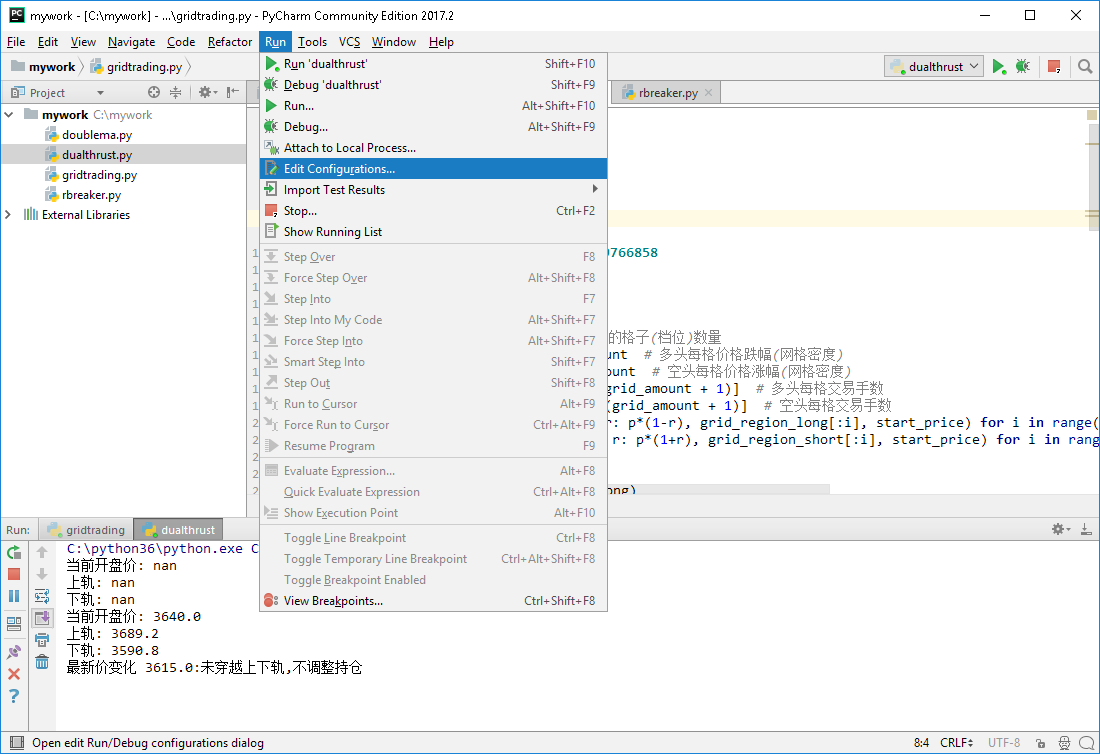 mywork - [C:\mywork] - ...\gridtrading.py - PyCharm Community Edition 2017.2
File Edit View Navigate Code Refactor Run Tools VCS Window Help
mywork gridtrading.py dualthrust
Project rbreaker.py
mywork C:\mywork
doublema.py
dualthrust.py
gridtrading.py
rbreaker.py
External Libraries
Run 'dualthrust' Shift+F10
Debug 'dualthrust' Shift+F9
Run... Alt+Shift+F10
Debug... Alt+Shift+F9
Attach to Local Process...
Edit Configurations...
Import Test Results
Stop... Ctrl+F2
Show Running List
Step Over F8
Force Step Over Alt+Shift+F8
Step Into F7
Step Into My Code Alt+Shift+F7
Force Step Into Alt+Shift+F7
Smart Step Into Shift+F7
Step Out Shift+F8
Run to Cursor Alt+F9
Force Run to Cursor Ctrl+Alt+F9
Resume Program F9
Evaluate Expression... Alt+F8
Quick Evaluate Expression Ctrl+Alt+F8
Show Execution Point Alt+F10
Toggle Line Breakpoint Ctrl+F8
Toggle Temporary Line Breakpoint Ctrl+Alt+Shift+F8
Toggle Breakpoint Enabled
View Breakpoints... Ctrl+Shift+F8
766858
的格子(档位)数量
unt # 多头每格价格跌幅(网格密度)
ount # 空头每格价格涨幅(网格密度)
grid_amount + 1)] # 多头每格交易手数
(grid_amount + 1)] # 空头每格交易手数
r: p*(1-r), grid_region_long[:i], start_price) for i in range(
r: p*(1+r), grid_region_short[:i], start_price) for i in rang
ong)
Run: gridtrading dualthrust
C:\python36\python.exe C
当前开盘价: nan
上轨: nan
下轨: nan
当前开盘价: 3640.0
上轨: 3689.2
下轨: 3590.8
最新价变化 3615.0:未穿越上下轨,不调整持仓
Open edit Run/Debug configurations dialog 8:4 CRLF UTF-8